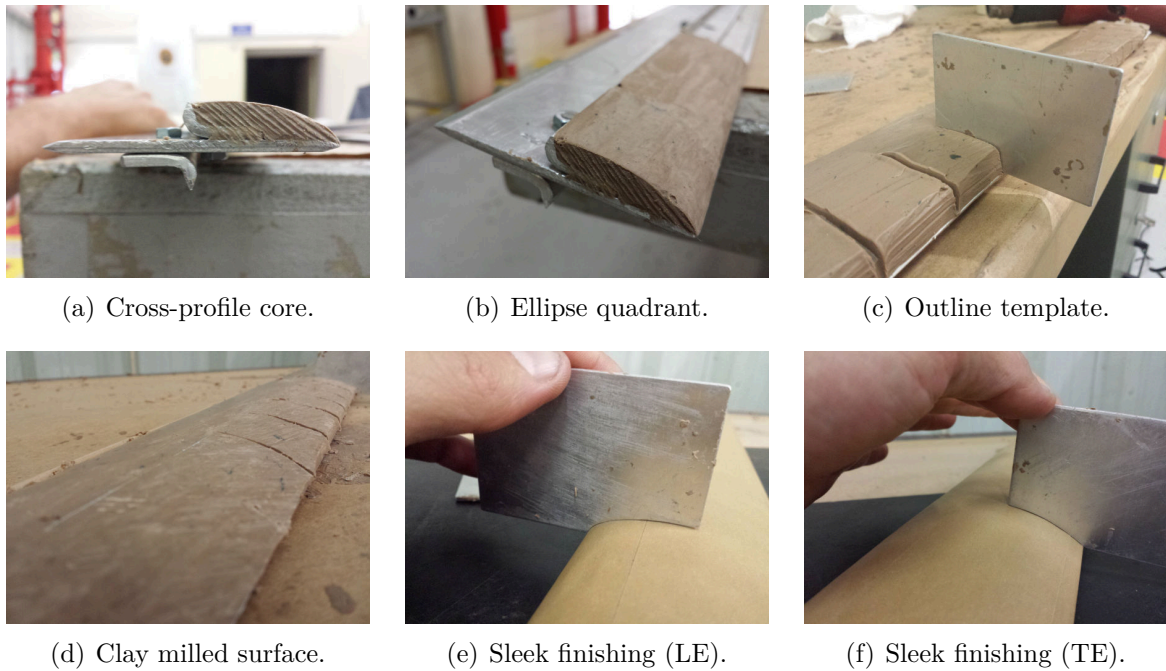 (a) Cross-profile core.
(b) Ellipse quadrant.
(c) Outline template.
(d) Clay milled surface.
(e) Sleek finishing (LE).
(f) Sleek finishing (TE).